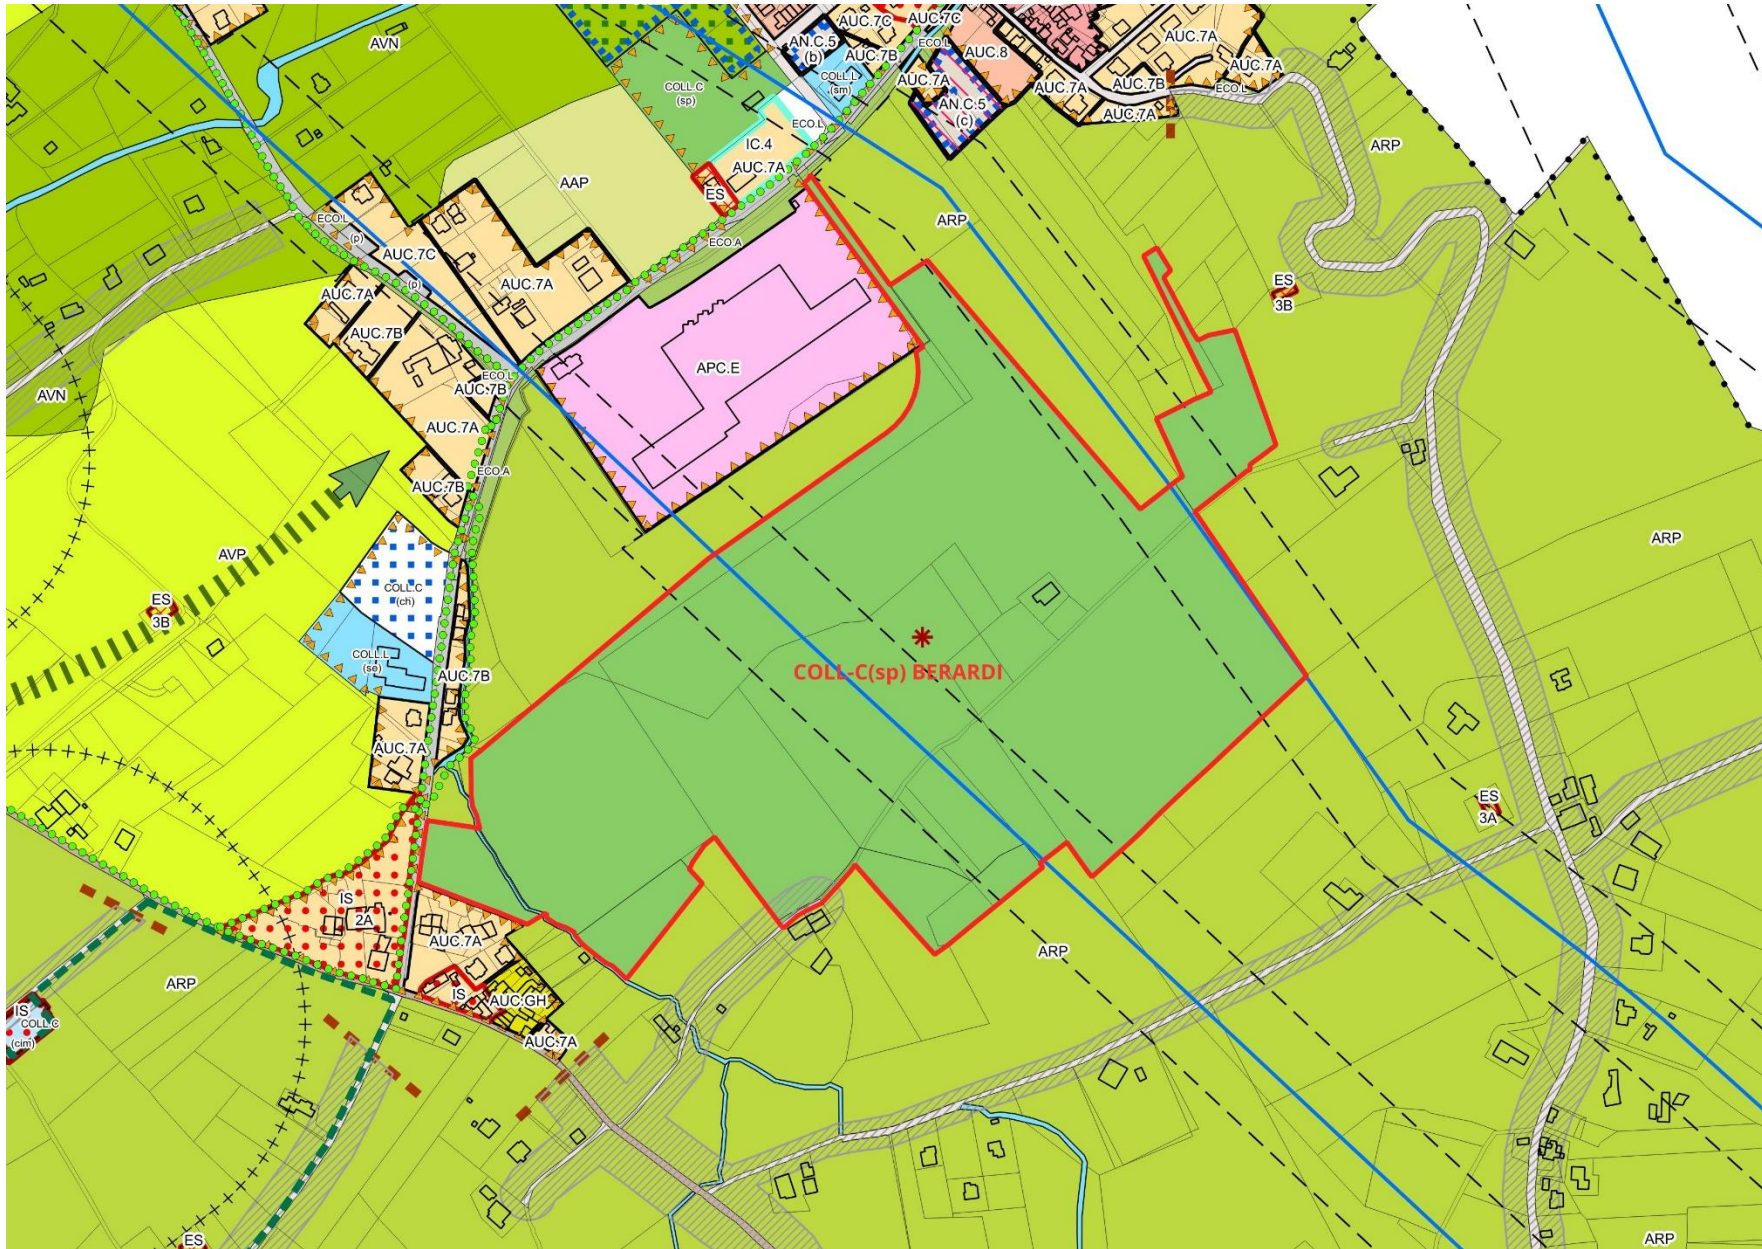 AVN
AUC.7C
AUC.7C
AN.C.5
(b)
AUC.7B
ECO.L
AUC.8
AUC.7A
AUC.7A
COLL.C
(sp)
COLL.L
(sm)
AUC.7A
AUC.7A
AUC.7B
ECO.L
AUC.7A
AN.C.5
(c)
ECO.L
IC.4
AUC.7A
ARP
AAP
ES
ARP
ECO.L
(p)
ECO.A
AUC.7C
(p)
AUC.7A
AUC.7A
ES
3B
AUC.7B
APC.E
ECO.L
AUC.7B
AVN
AUC.7A
ECO.A
AUC.7B
ARP
AVP
COLL.C
(ch)
ES
3B
COLL.L
(se)
AUC.7B
COLL-C(sp) BERARDI
AUC.7A
ES
3A
IS
2A
AUC.7A
ARP
ARP
IS
AUC.GH
IS
COLL.C
(cim)
AUC.7A
ES
ARP